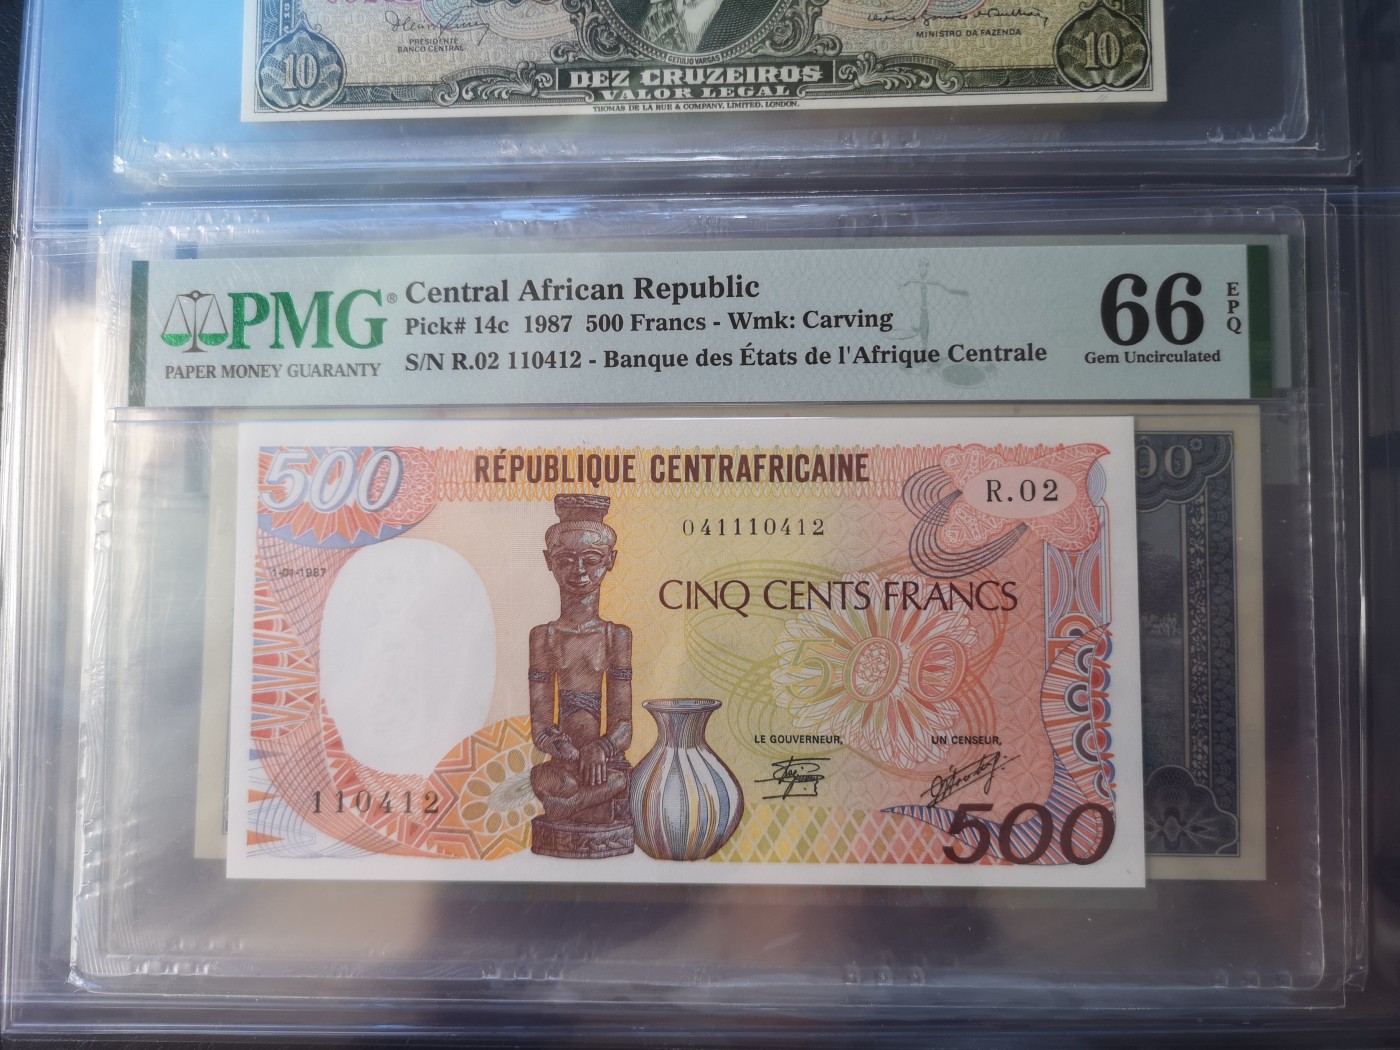 PRESIDENTE
BANCO CENTRAL
GETULIO VARGAS
MINISTRO DA FAZENDA
10
DEZ CRUZEIROS
10
VALOR LEGAL
THOMAS DE LA RUE & COMPANY, LIMITED. LONDON.
PMG®
PAPER MONEY GUARANTY
Central African Republic
Pick# 14c 1987 500 Francs - Wmk: Carving
S/N R.02 110412 - Banque des États de l'Afrique Centrale
66
EPQ
Gem Uncirculated
500
RÉPUBLIQUE CENTRAFRICAINE
R.02
041110412
1-01-1987
CINQ CENTS FRANCS
500
LE GOUVERNEUR,
UN CENSEUR,
110412
500
00